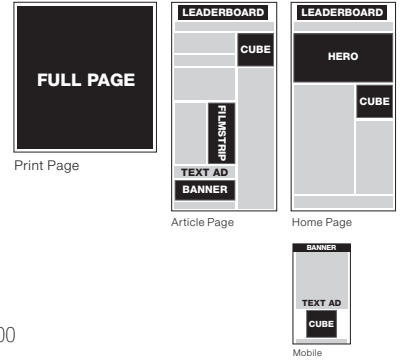 FULL PAGE
Print Page
LEADERBOARD
CUBE
FILMSTRIP
TEXT AD
BANNER
Article Page
LEADERBOARD
HERO
CUBE
Home Page
BANNER
TEXT AD
CUBE
Mobile
00